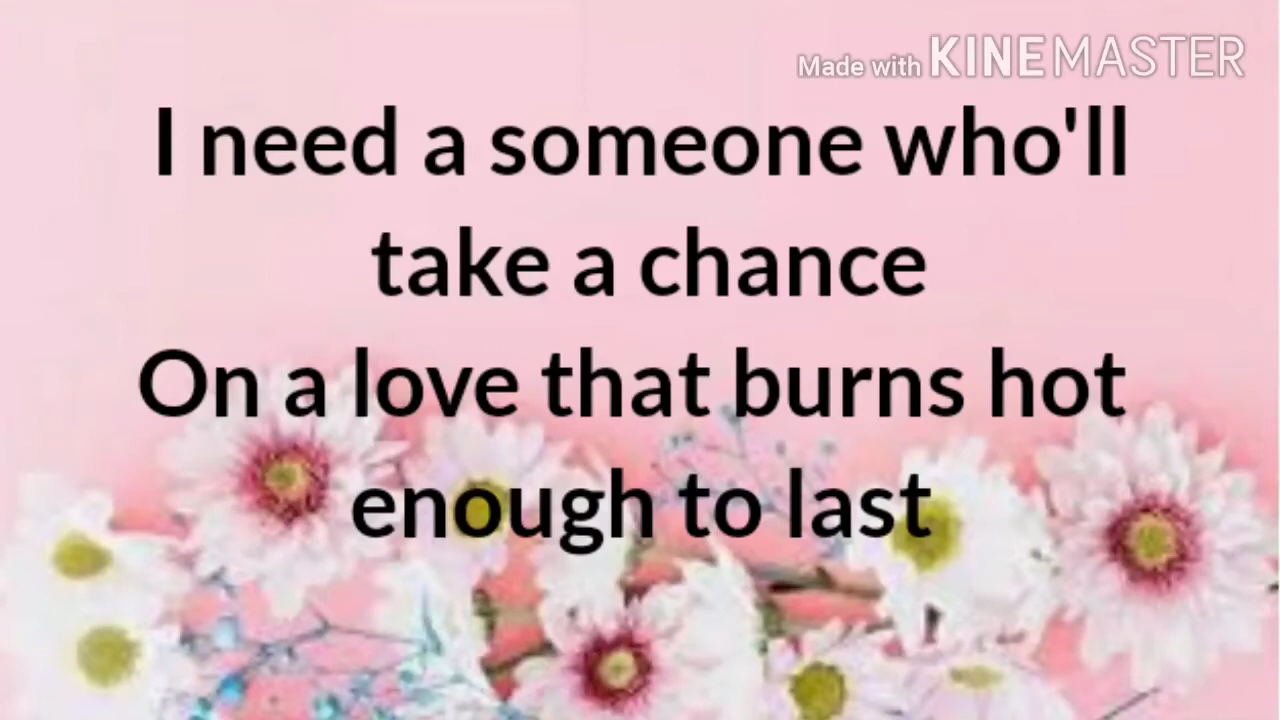 Made with KINEMASTER
I need a someone who'll
take a chance
On a love that burns hot
enough to last